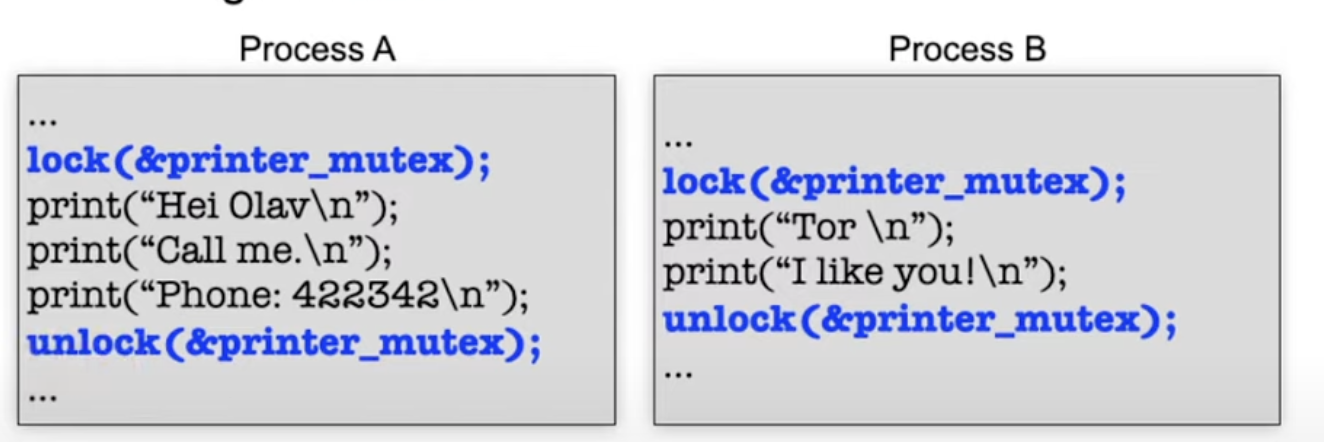 Process A
...
lock(&printer_mutex);
print(“Hei Olav\n”);
print(“Call me.\n”);
print(“Phone: 422342\n”);
unlock(&printer_mutex);
...
Process B
...
lock(&printer_mutex);
print(“Tor \n”);
print(“I like you!\n”);
unlock(&printer_mutex);
...